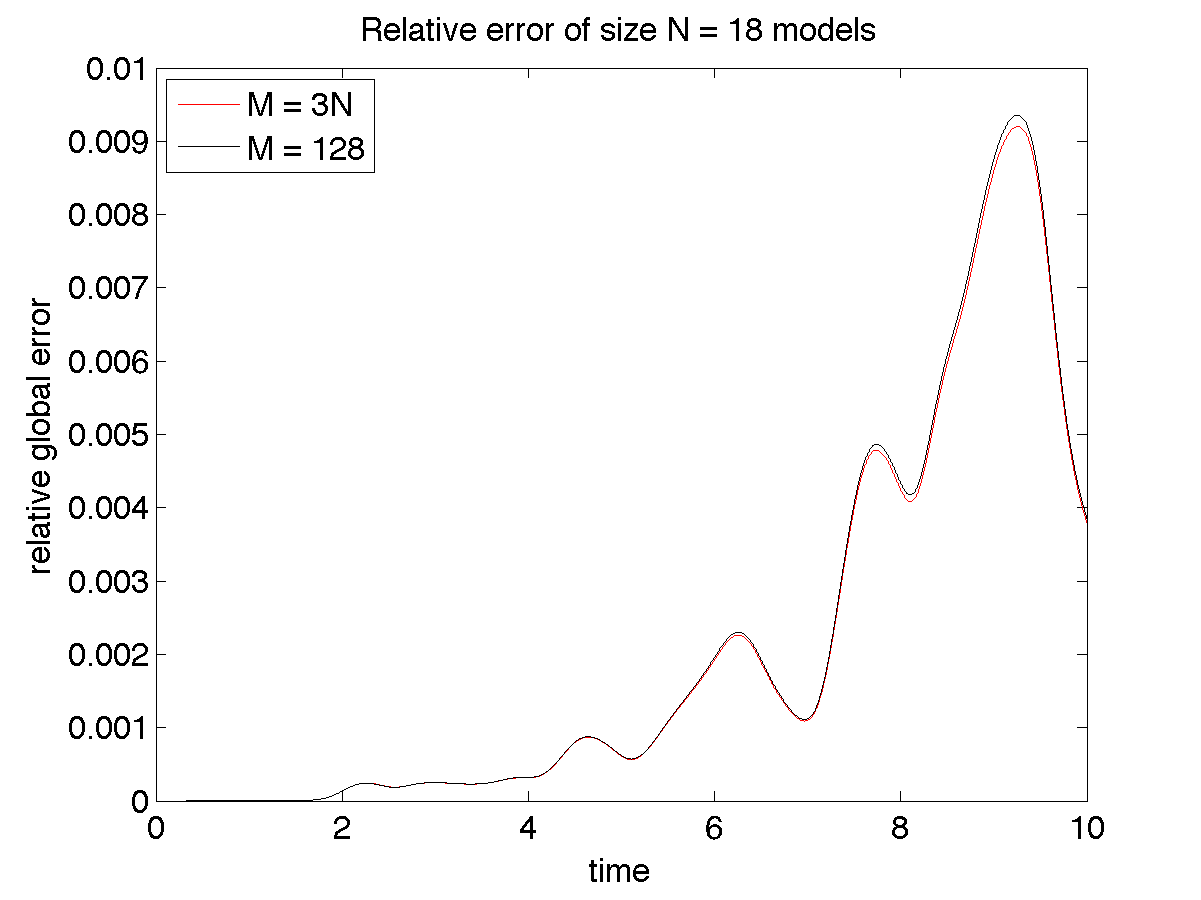 Relative error of size N = 18 models
M = 3N
M = 128
0.01
0.009
0.008
0.007
0.006
0.005
0.004
0.003
0.002
0.001
0
relative global error
0 2 4 6 8 10
time